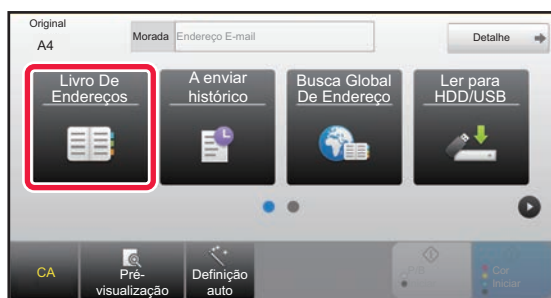 Original
A4
Morada Endereço E-mail
Detalhe
Livro De
Endereços
A enviar
histórico
Busca Global
De Endereço
Ler para
HDD/USB
CA
Pré-
visualização
Definição
auto
Cor
Iniciar